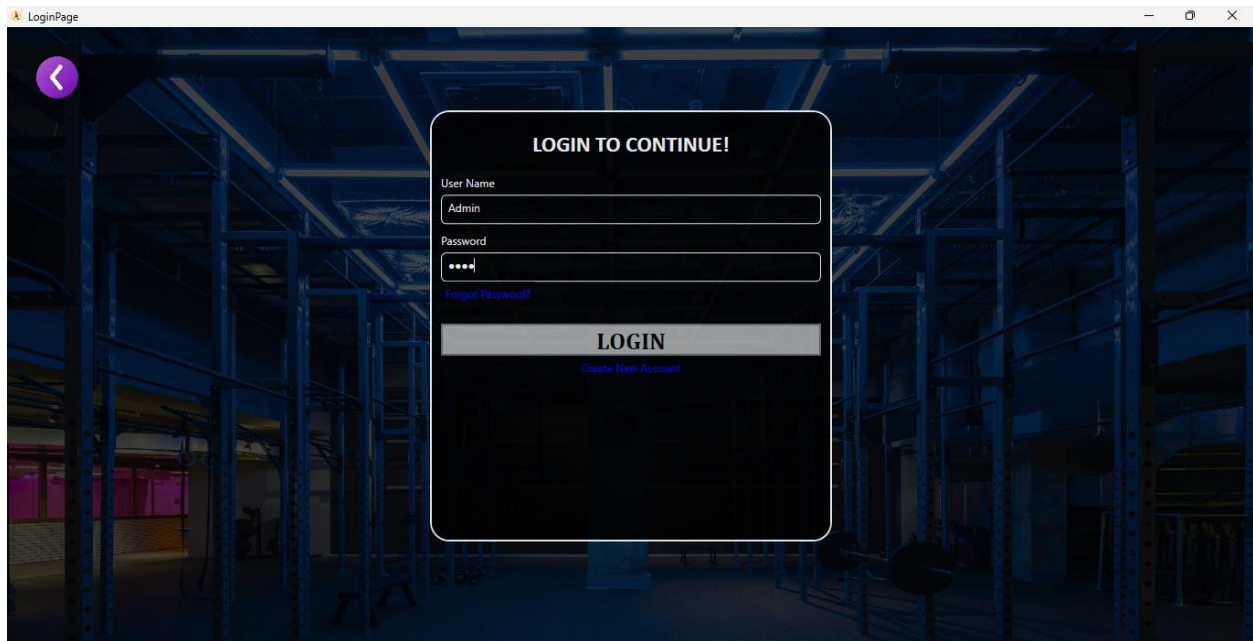 LoginPage
LOGIN TO CONTINUE!
User Name
Admin
Password
••••
Forgot Password?
LOGIN
Create New Account